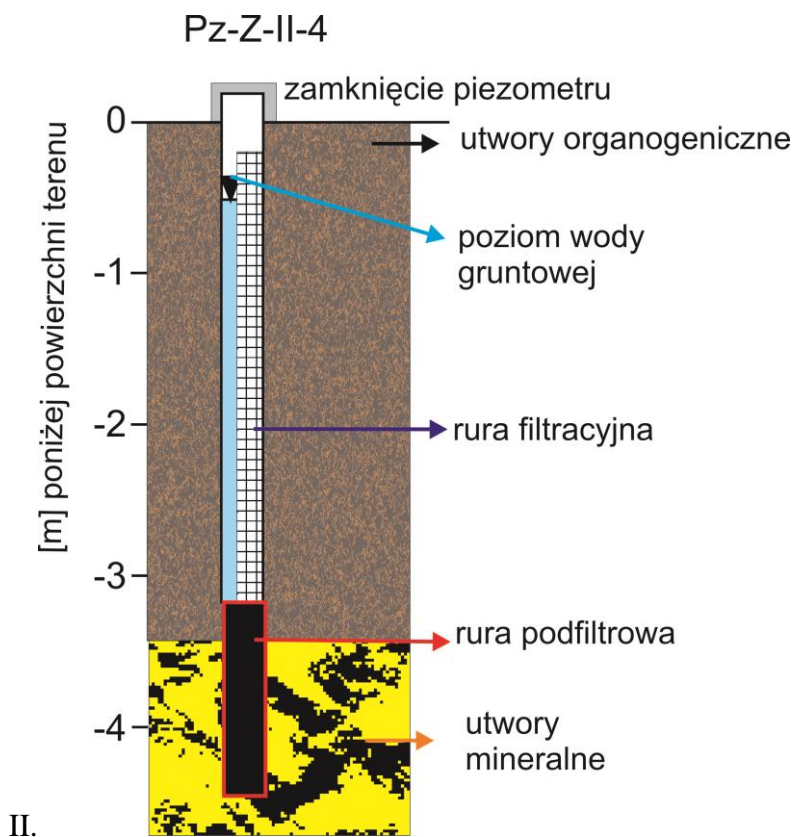 Pz-Z-II-4
zamknięcie piezometru
0
utwory organogeniczne
poziom wody
gruntowej
-1
[m] poniżej powierzchni terenu
-2
rura filtracyjna
-3
rura podfiltrowa
-4
utwory
mineralne
II.